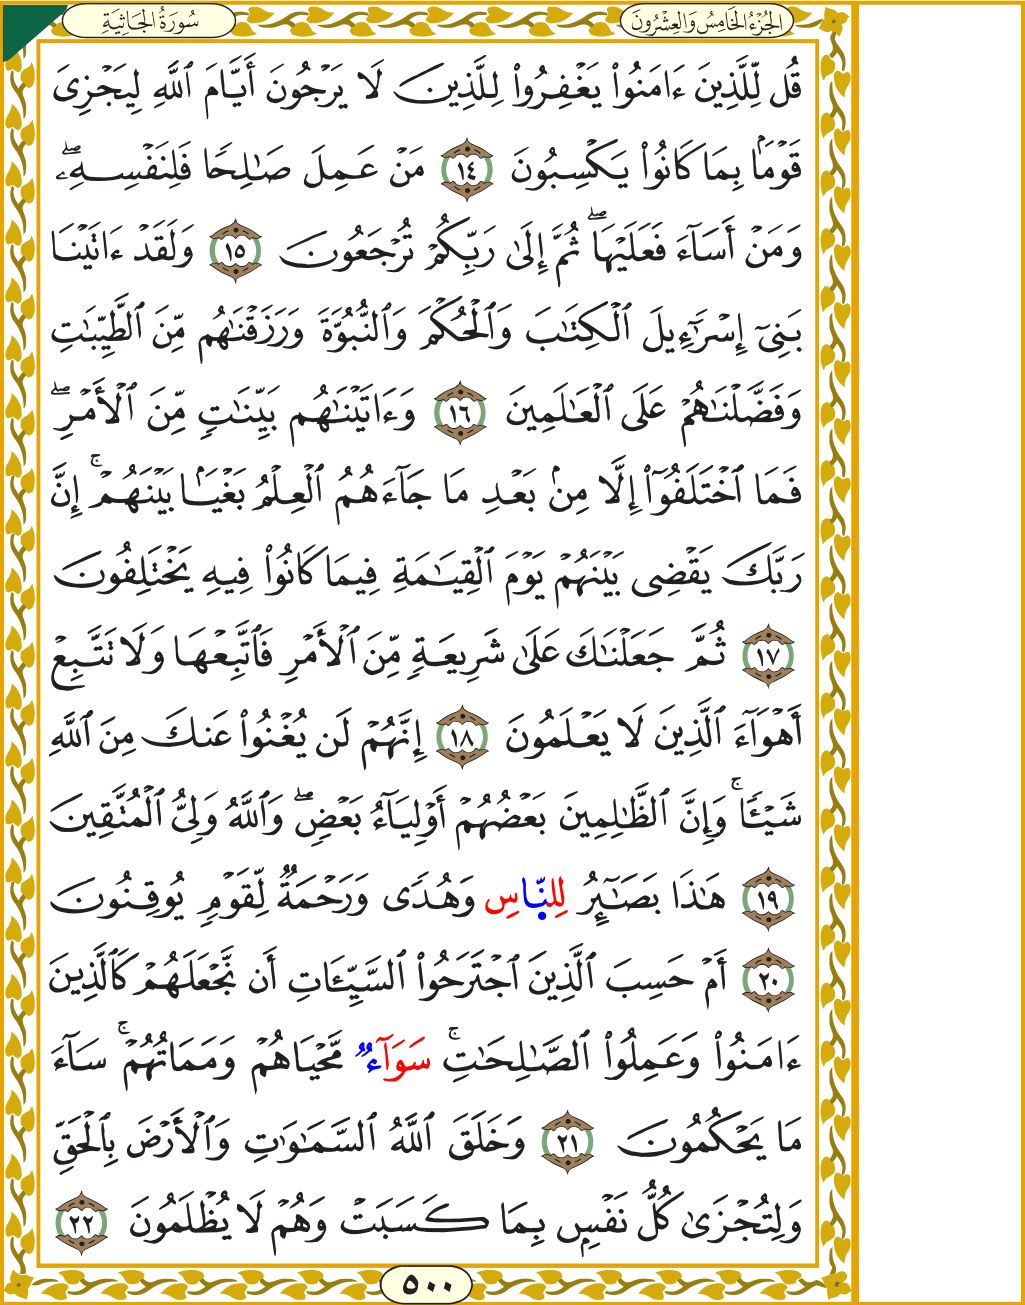 سُورَةُ الجَاثِيَةِ
الجُزْءُ الخَامِسُ وَالعِشْرُونَ
قُل لِّلَّذِينَ ءَامَنُوا۟ يَغْفِرُوا۟ لِلَّذِينَ لَا يَرْجُونَ أَيَّامَ ٱللَّهِ لِيَجْزِىَ
قَوْمًۢا بِمَا كَانُوا۟ يَكْسِبُونَ ١٤ مَنْ عَمِلَ صَـٰلِحًا فَلِنَفْسِهِۦ ۖ
وَمَنْ أَسَآءَ فَعَلَيْهَا ۖ ثُمَّ إِلَىٰ رَبِّكُمْ تُرْجَعُونَ ١٥ وَلَقَدْ ءَاتَيْنَا
بَنِىٓ إِسْرَٰٓءِيلَ ٱلْكِتَـٰبَ وَٱلْحُكْمَ وَٱلنُّبُوَّةَ وَرَزَقْنَـٰهُم مِّنَ ٱلطَّيِّبَـٰتِ
وَفَضَّلْنَـٰهُمْ عَلَى ٱلْعَـٰلَمِينَ ١٦ وَءَاتَيْنَـٰهُم بَيِّنَـٰتٍ مِّنَ ٱلْأَمْرِ ۖ
فَمَا ٱخْتَلَفُوٓا۟ إِلَّا مِنۢ بَعْدِ مَا جَآءَهُمُ ٱلْعِلْمُ بَغْيًۢا بَيْنَهُمْ ۚ إِنَّ
رَبَّكَ يَقْضِى بَيْنَهُمْ يَوْمَ ٱلْقِيَـٰمَةِ فِيمَا كَانُوا۟ فِيهِ يَخْتَلِفُونَ
١٧ ثُمَّ جَعَلْنَـٰكَ عَلَىٰ شَرِيعَةٍ مِّنَ ٱلْأَمْرِ فَٱتَّبِعْهَا وَلَا تَتَّبِعْ
أَهْوَآءَ ٱلَّذِينَ لَا يَعْلَمُونَ ١٨ إِنَّهُمْ لَن يُغْنُوا۟ عَنكَ مِنَ ٱللَّهِ
شَيْـًٔا ۚ وَإِنَّ ٱلظَّـٰلِمِينَ بَعْضُهُمْ أَوْلِيَآءُ بَعْضٍ ۖ وَٱللَّهُ وَلِىُّ ٱلْمُتَّقِينَ
١٩ هَـٰذَا بَصَـٰٓئِرُ لِلنَّاسِ وَهُدًى وَرَحْمَةٌ لِّقَوْمٍ يُوقِنُونَ
٢٠ أَمْ حَسِبَ ٱلَّذِينَ ٱجْتَرَحُوا۟ ٱلسَّيِّـَٔاتِ أَن نَّجْعَلَهُمْ كَٱلَّذِينَ
ءَامَنُوا۟ وَعَمِلُوا۟ ٱلصَّـٰلِحَـٰتِ ۚ سَوَآءٌ مَّحْيَاهُمْ وَمَمَاتُهُمْ ۚ سَآءَ
مَا يَحْكُمُونَ ٢١ وَخَلَقَ ٱللَّهُ ٱلسَّمَـٰوَٰتِ وَٱلْأَرْضَ بِٱلْحَقِّ
وَلِتُجْزَىٰ كُلُّ نَفْسٍۭ بِمَا كَسَبَتْ وَهُمْ لَا يُظْلَمُونَ ٢٢
٥٠٠